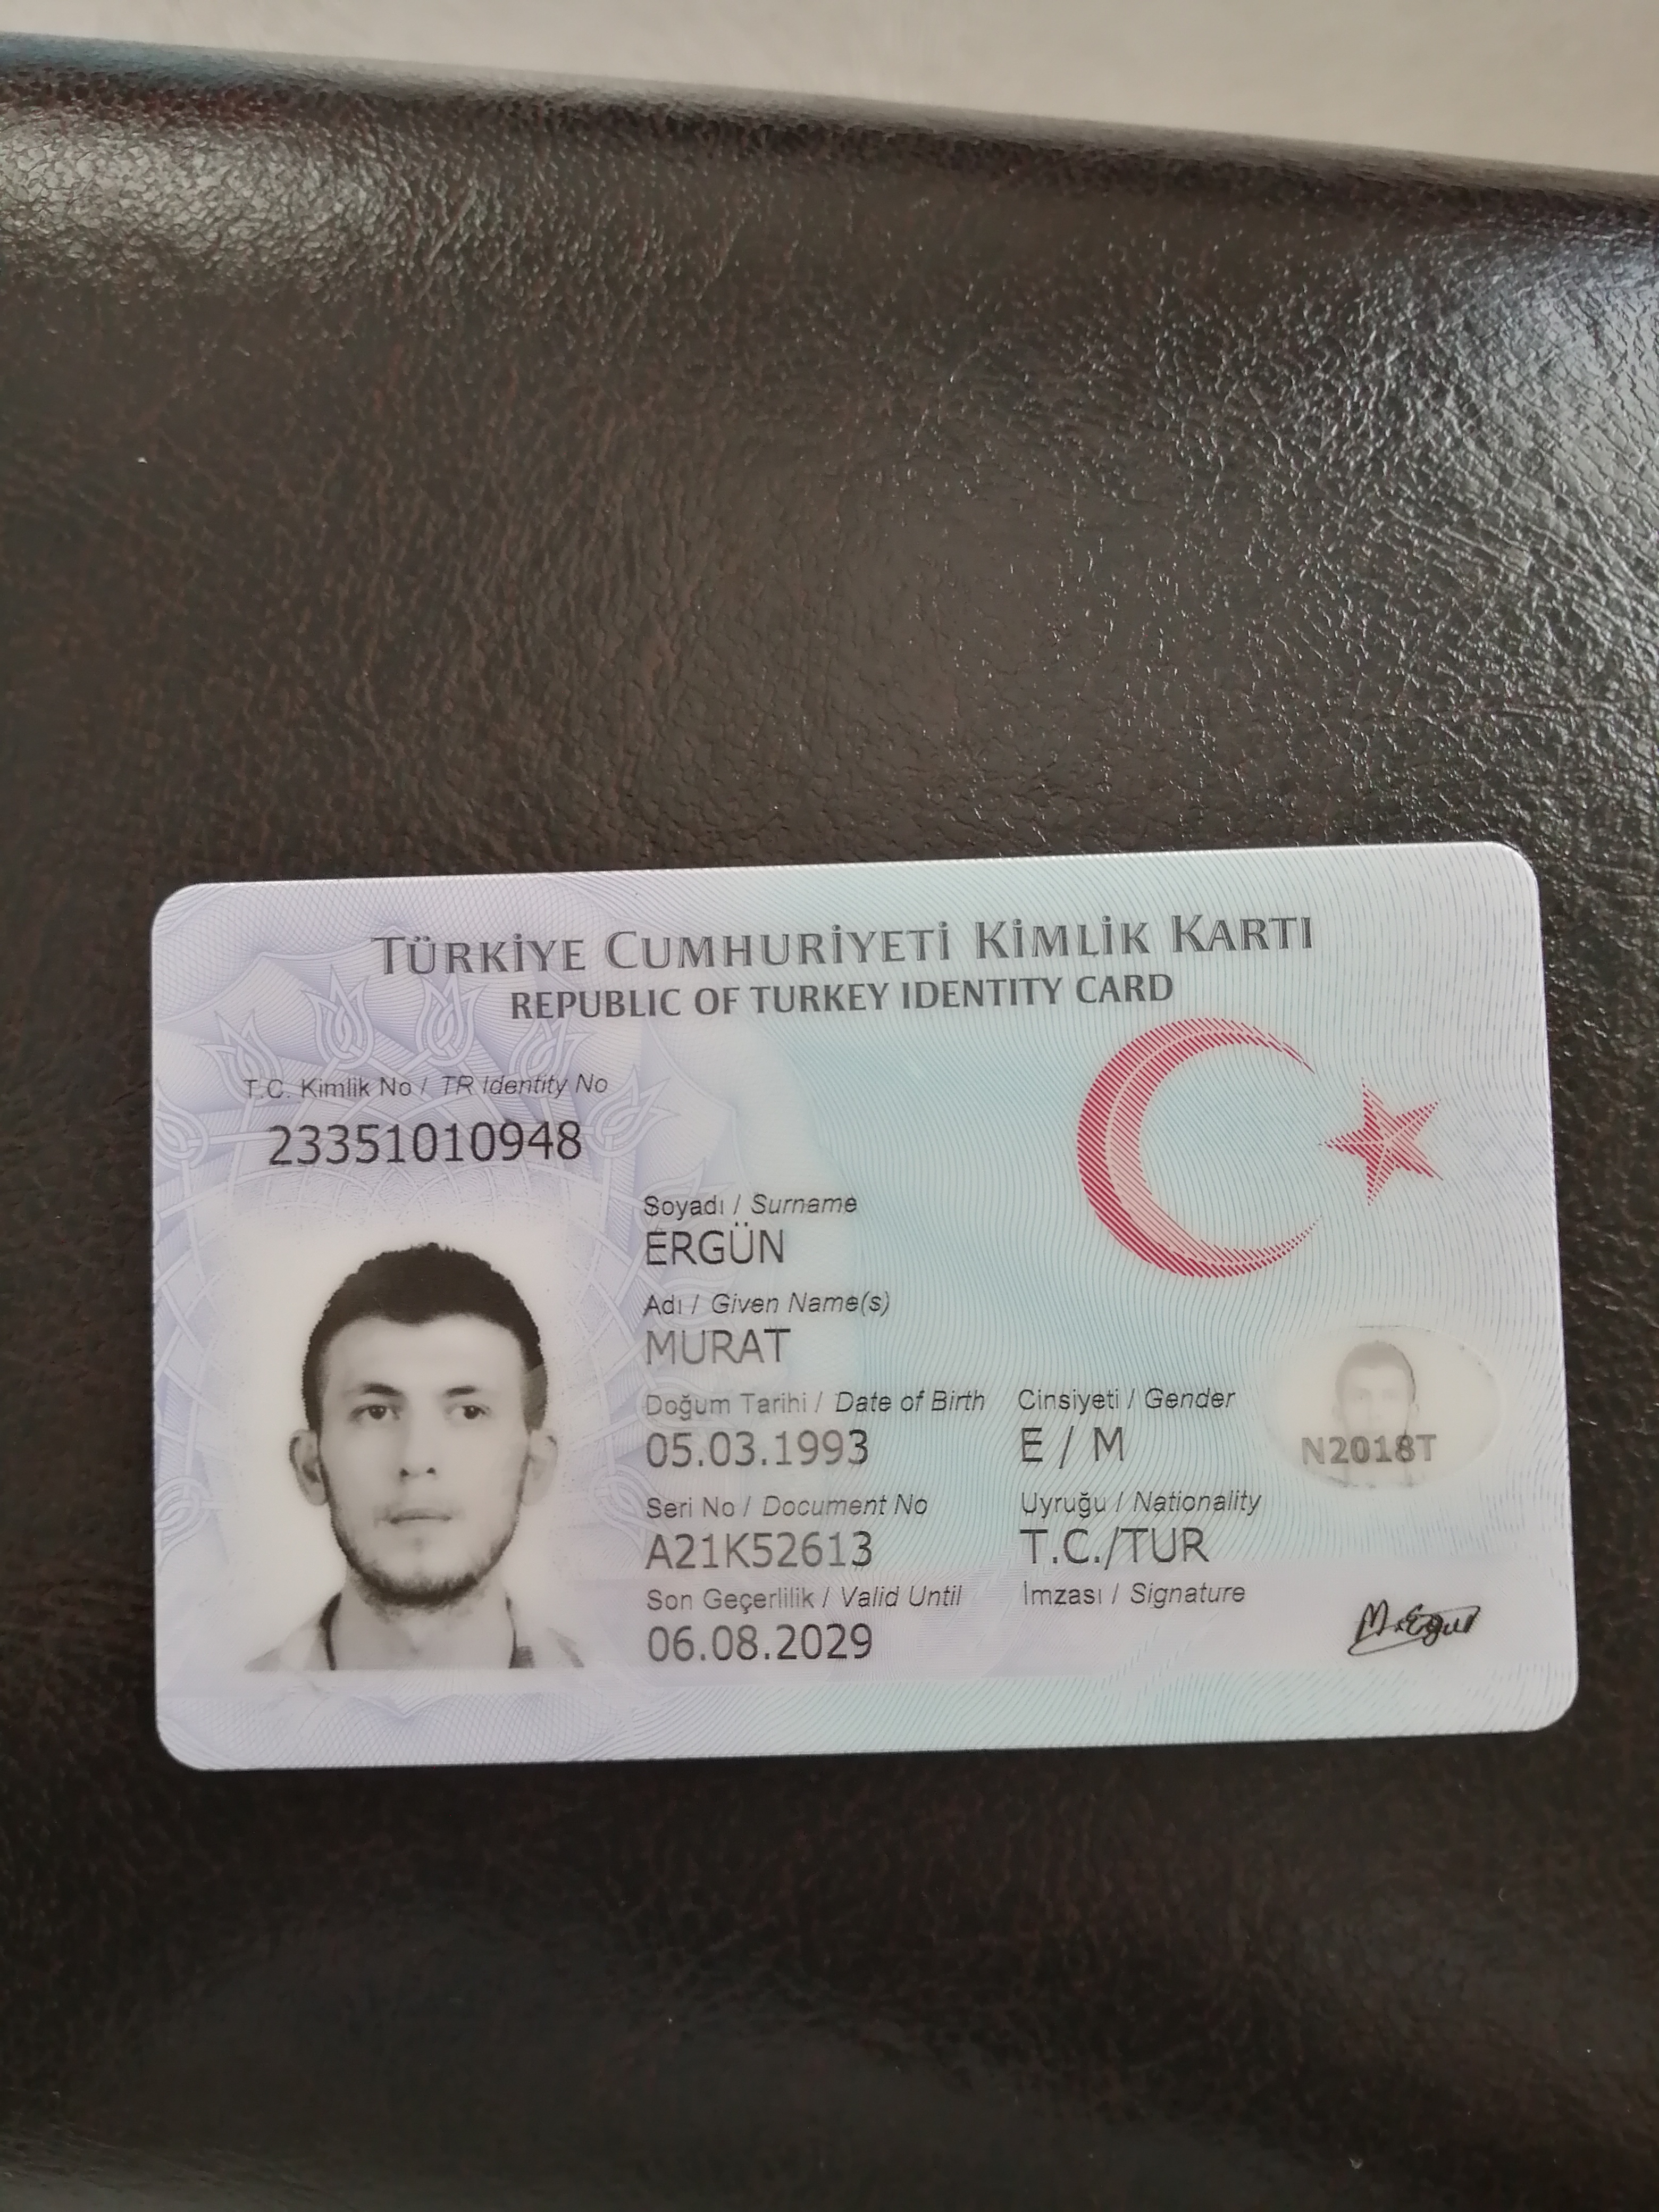 TÜRKİYE CUMHURİYETİ KİMLİK KARTI
REPUBLIC OF TURKEY IDENTITY CARD
T.C. Kimlik No / TR Identity No
23351010948
Soyadı / Surname
ERGÜN
Adı / Given Name(s)
MURAT
Doğum Tarihi / Date of Birth
05.03.1993
Cinsiyeti / Gender
E / M
N2018T
Seri No / Document No
A21K52613
Uyruğu / Nationality
T.C./TUR
Son Geçerlilik / Valid Until
06.08.2029
İmzası / Signature